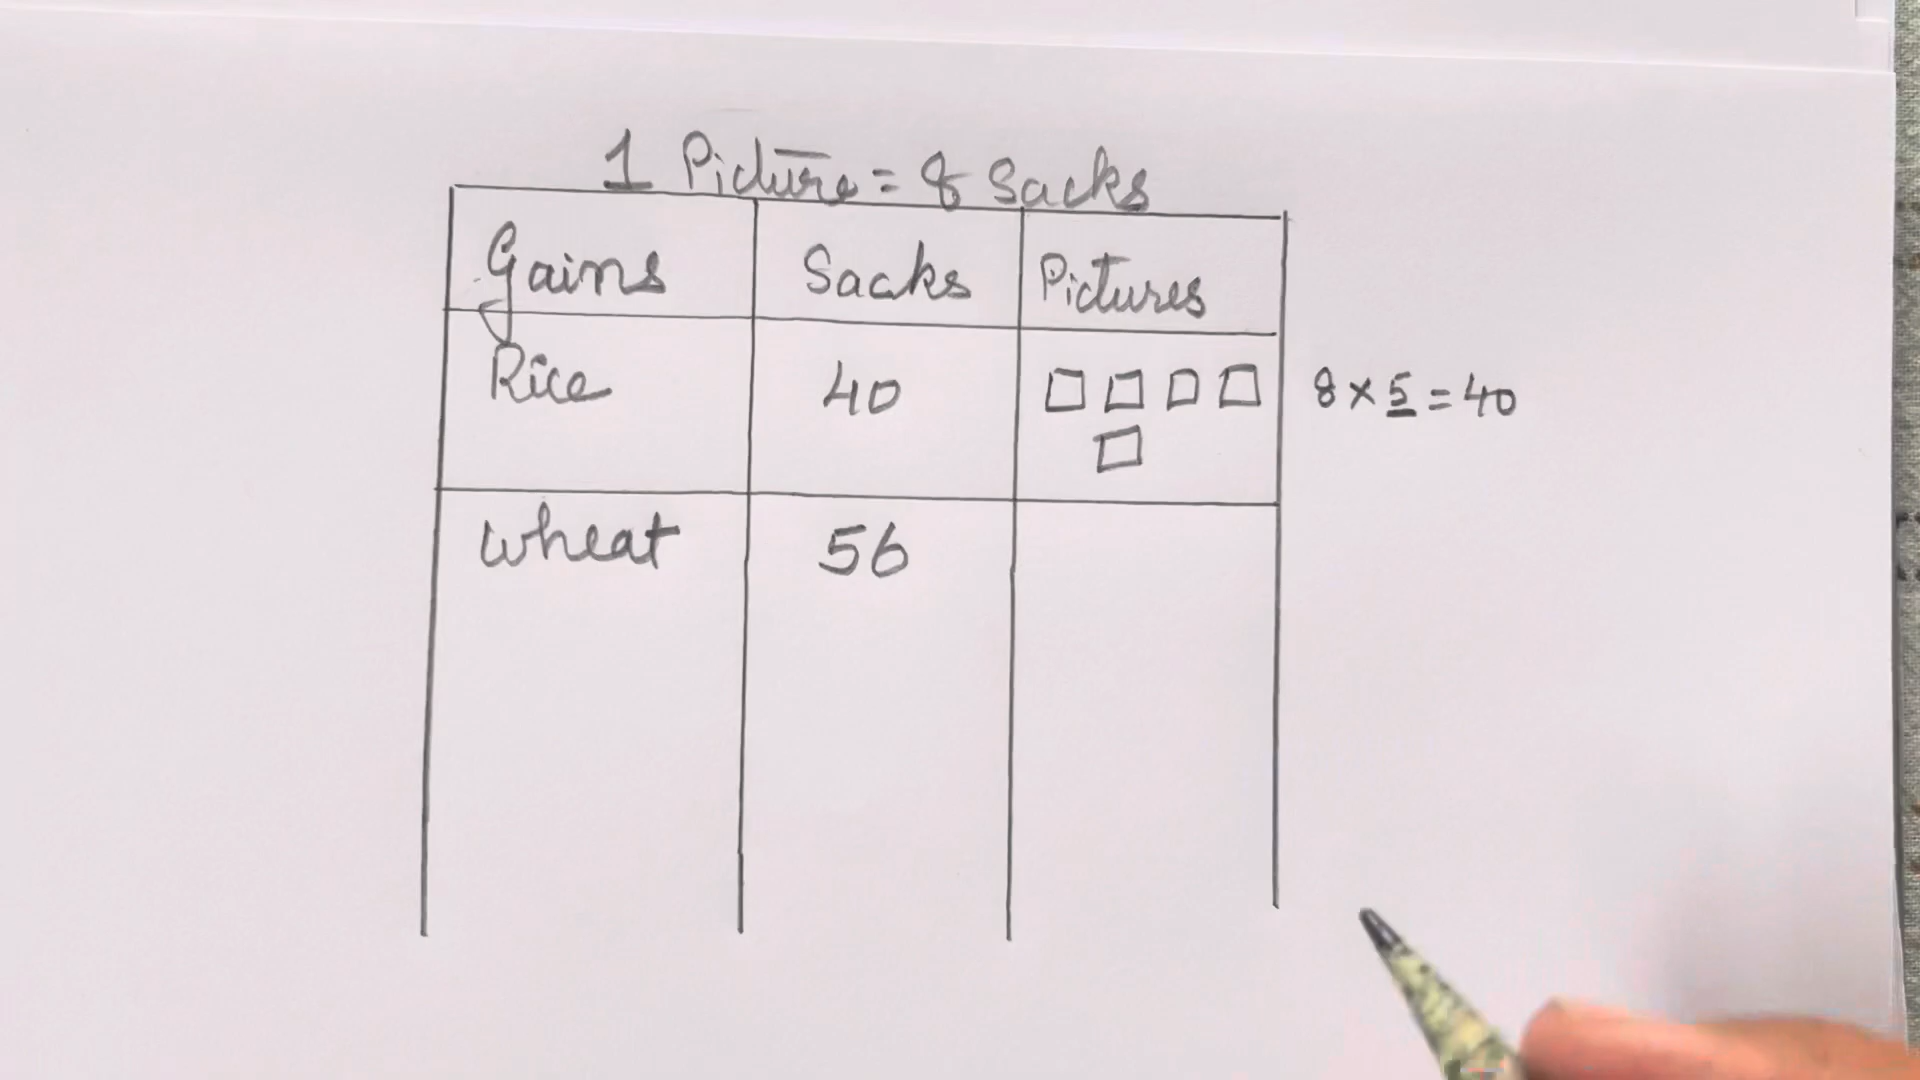 1 Picture = 8 Sacks
Gains Sacks Pictures
Rice 40 8 × 5 = 40
Wheat 56